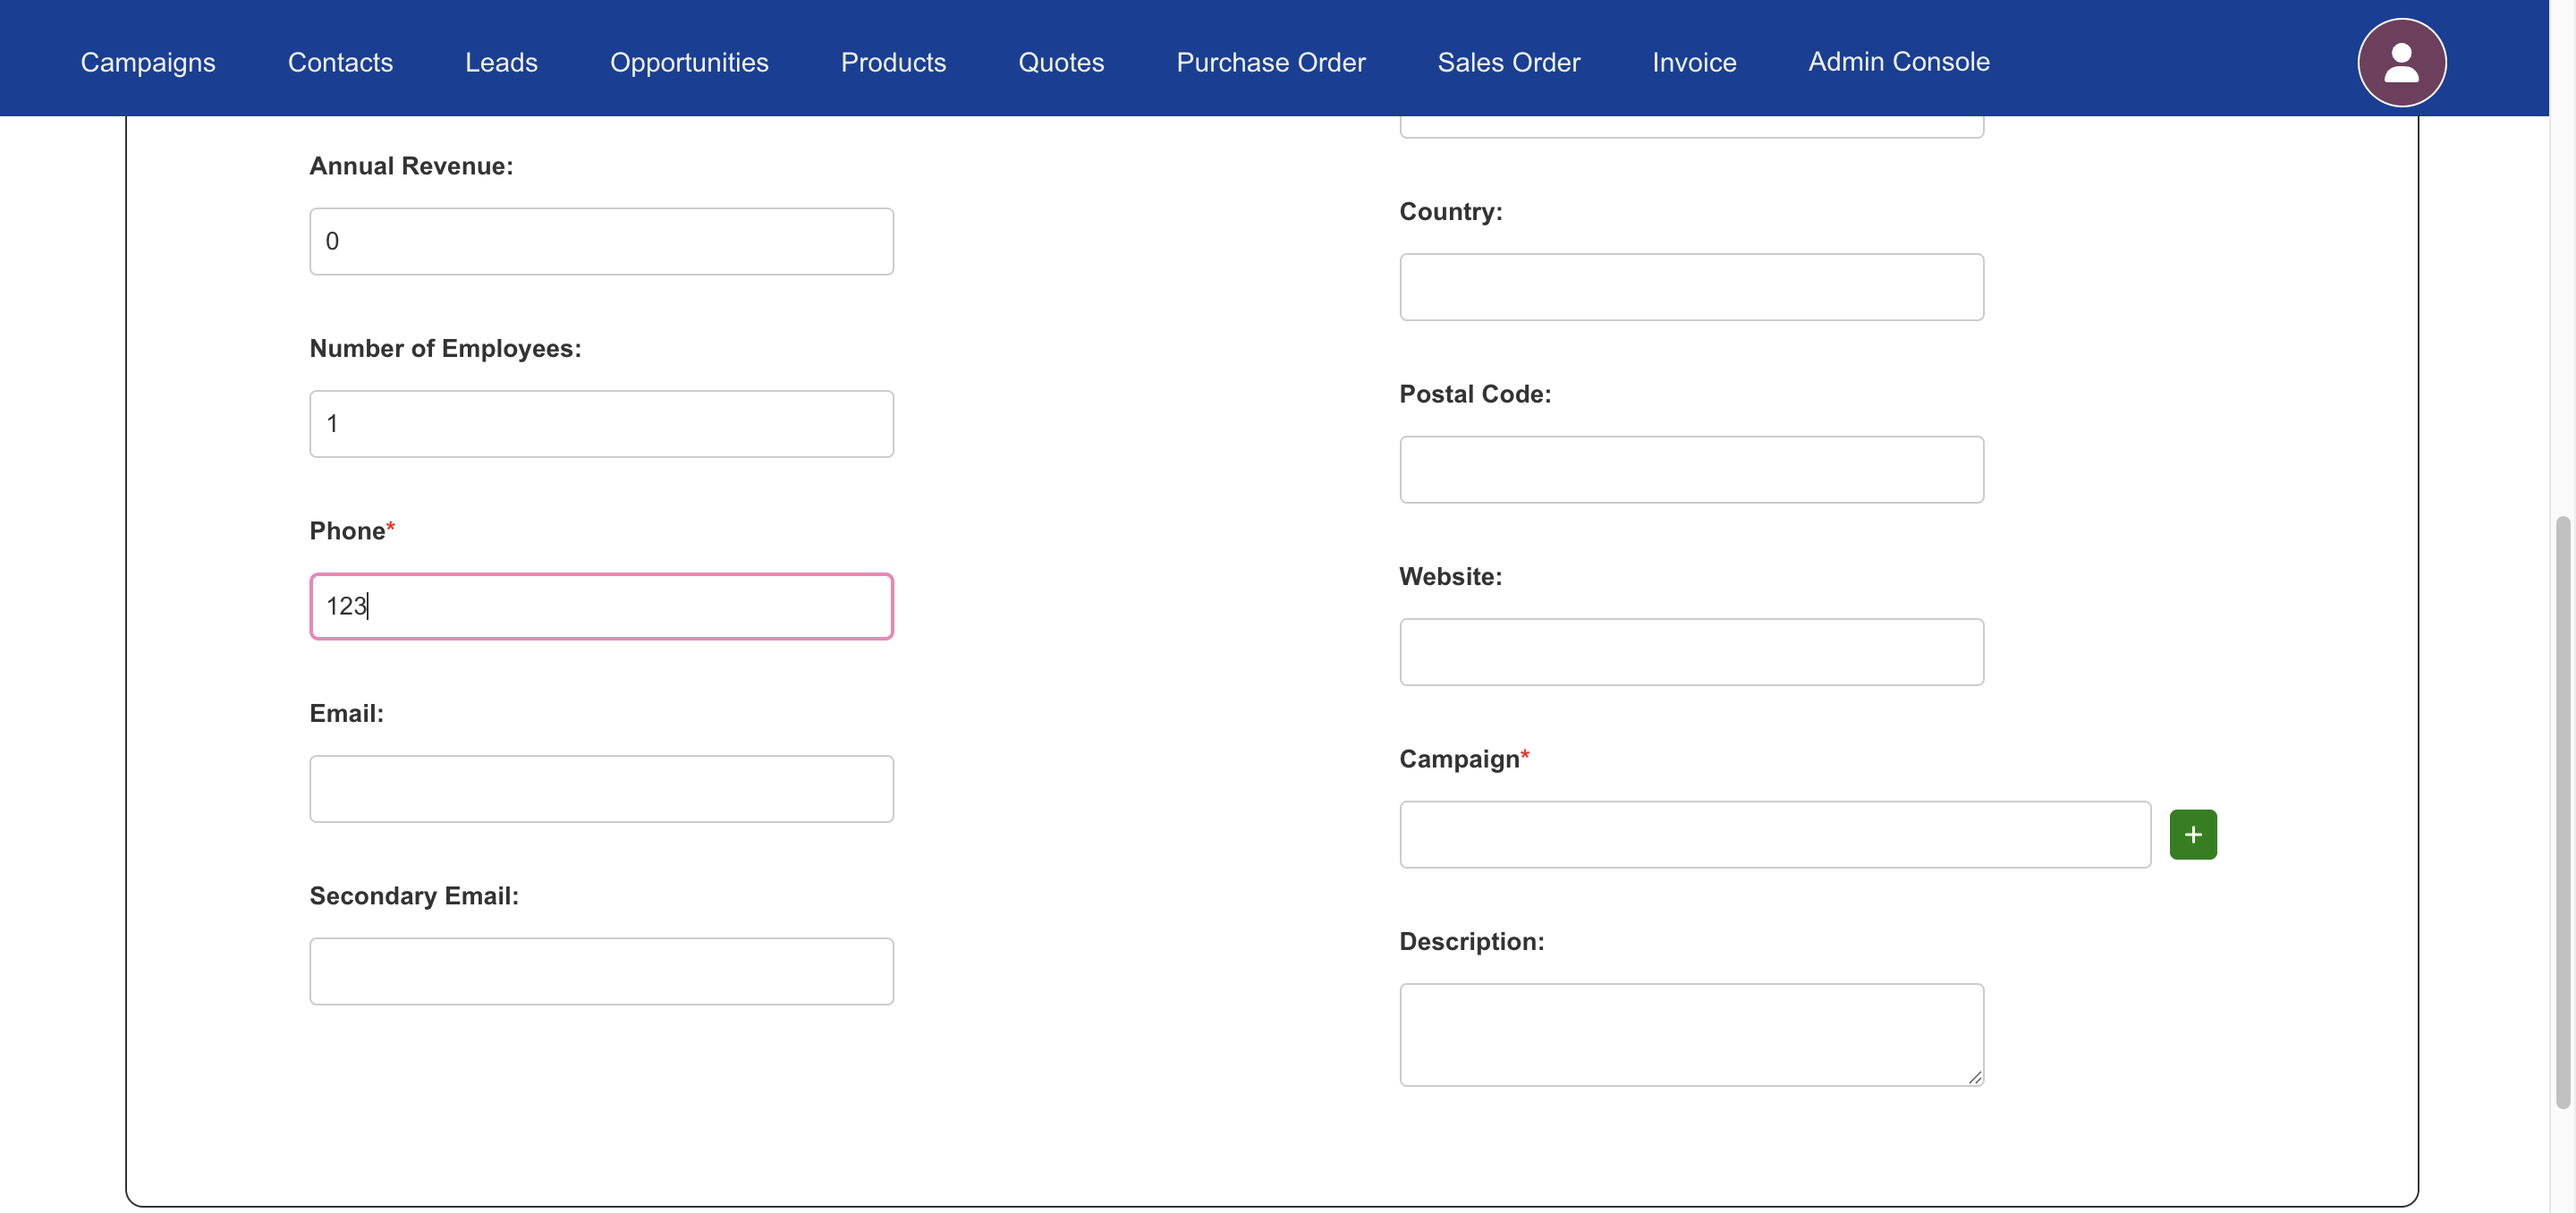 Campaigns Contacts Leads Opportunities Products Quotes Purchase Order Sales Order Invoice Admin Console
Annual Revenue:
0
Number of Employees:
1
Phone*
123
Email:
Secondary Email:
Country:
Postal Code:
Website:
Campaign*
+
Description: